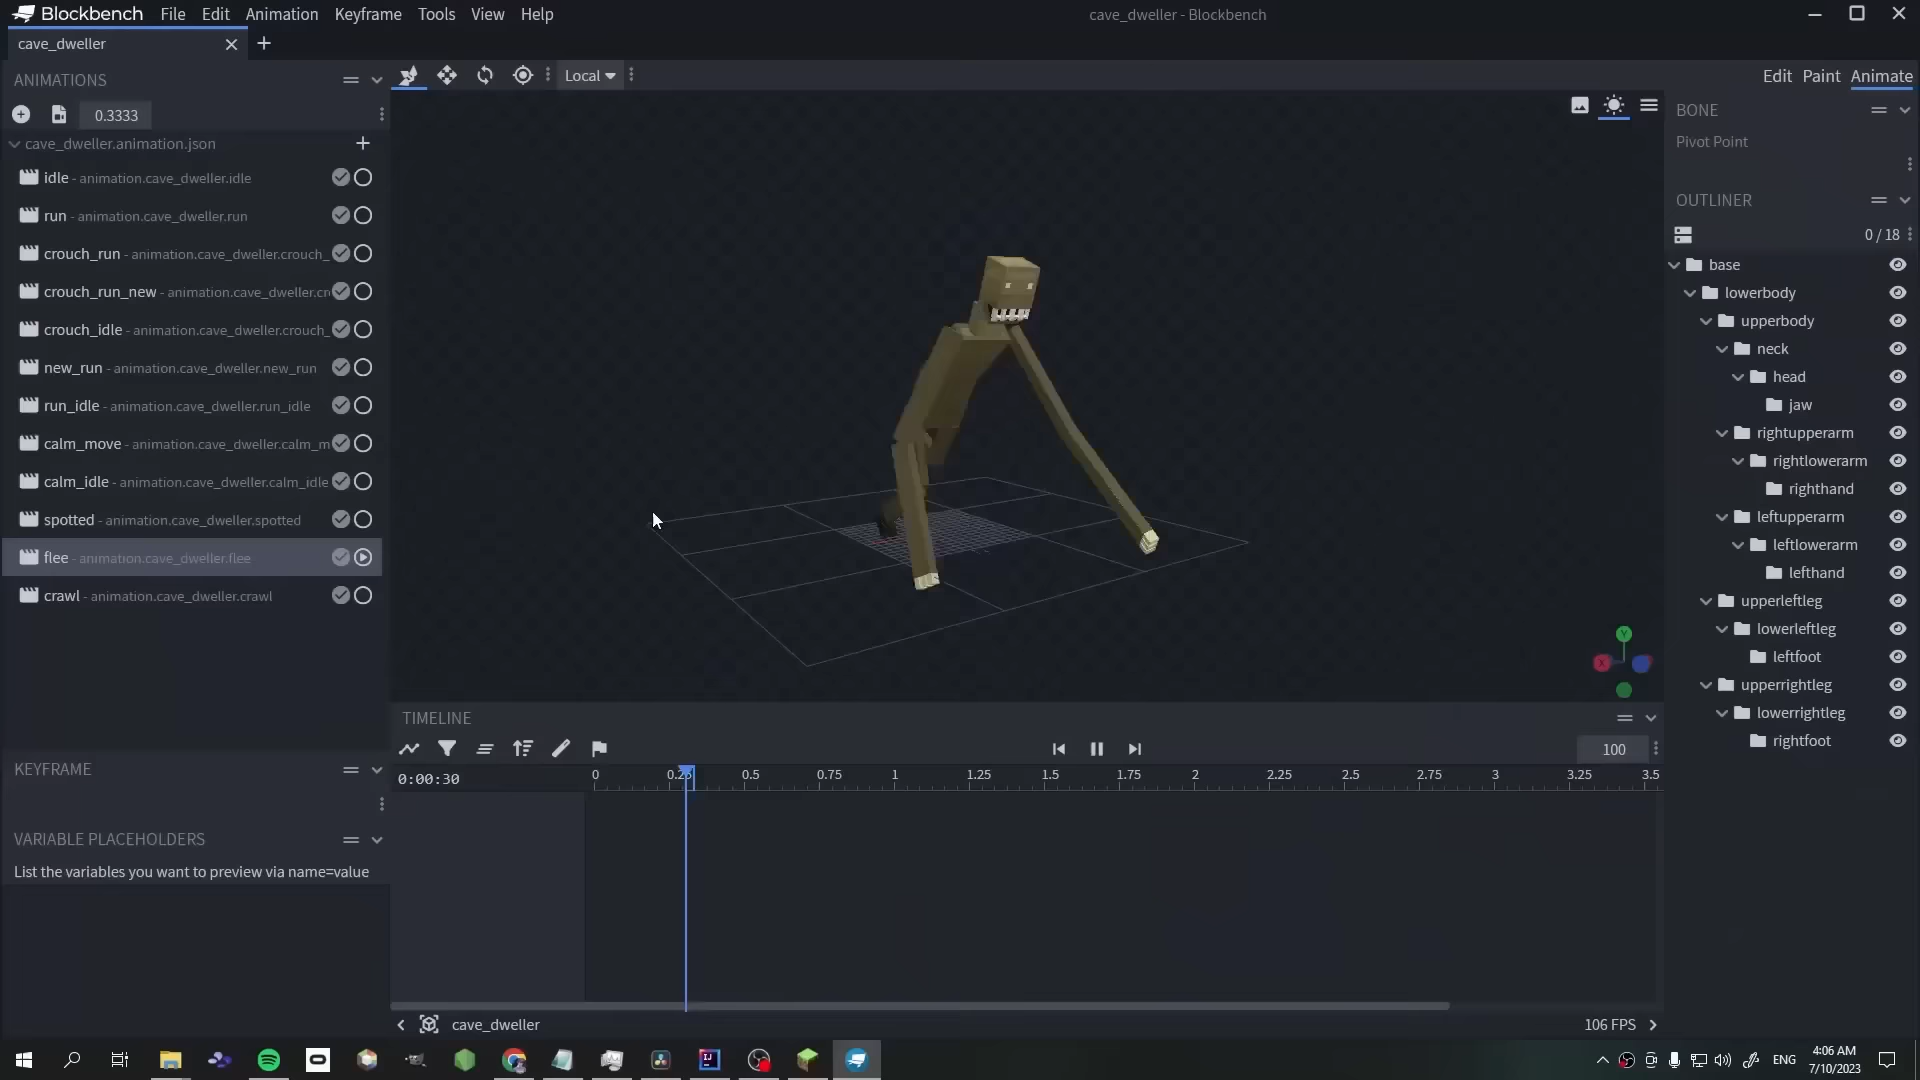 Blockbench File Edit Animation Keyframe Tools View Help
cave_dweller - Blockbench
cave_dweller
ANIMATIONS
0.3333
cave_dweller.animation.json
idle - animation.cave_dweller.idle
run - animation.cave_dweller.run
crouch_run - animation.cave_dweller.crouch_
crouch_run_new - animation.cave_dweller.cr
crouch_idle - animation.cave_dweller.crouch_
new_run - animation.cave_dweller.new_run
run_idle - animation.cave_dweller.run_idle
calm_move - animation.cave_dweller.calm_m
calm_idle - animation.cave_dweller.calm_idle
spotted - animation.cave_dweller.spotted
flee - animation.cave_dweller.flee
crawl - animation.cave_dweller.crawl
KEYFRAME
VARIABLE PLACEHOLDERS
List the variables you want to preview via name=value
Local
Y
X
TIMELINE
100
0:00:30
0 0.25 0.5 0.75 1 1.25 1.5 1.75 2 2.25 2.5 2.75 3 3.25 3.5
cave_dweller
106 FPS
Edit Paint Animate
BONE
Pivot Point
OUTLINER
0 / 18
base
lowerbody
upperbody
neck
head
jaw
rightupperarm
rightlowerarm
righthand
leftupperarm
leftlowerarm
lefthand
upperleftleg
lowerleftleg
leftfoot
upperrightleg
lowerrightleg
rightfoot
ENG
4:06 AM
7/10/2023